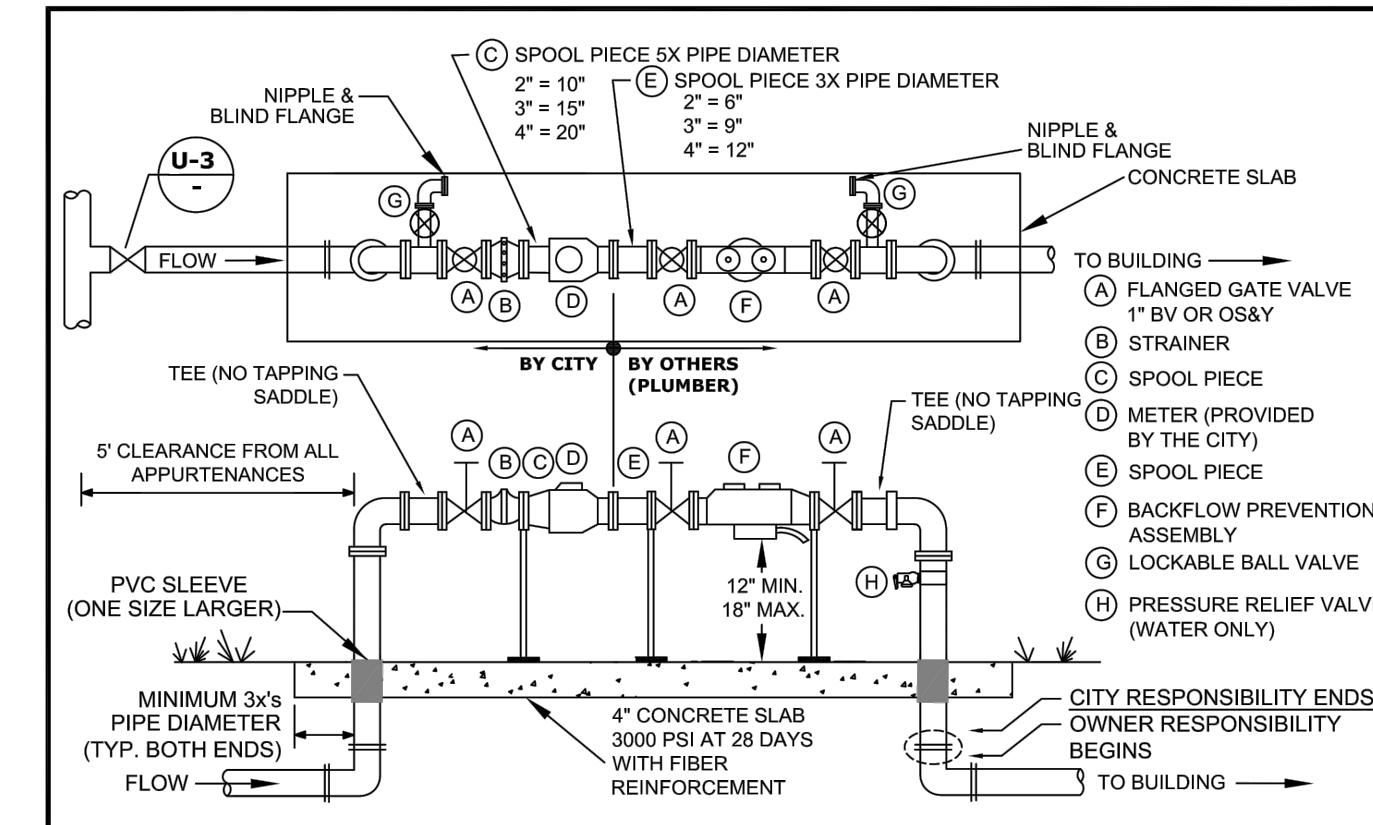 C SPOOL PIECE 5X PIPE DIAMETER
2" = 10"
3" = 15"
4" = 20"
E SPOOL PIECE 3X PIPE DIAMETER
2" = 6"
3" = 9"
4" = 12"
NIPPLE &
BLIND FLANGE
U-3
-
NIPPLE &
BLIND FLANGE
CONCRETE SLAB
G
G
FLOW
A
B
D
A
F
A
TO BUILDING
A FLANGED GATE VALVE
1" BV OR OS&Y
B STRAINER
C SPOOL PIECE
D METER (PROVIDED
BY THE CITY)
E SPOOL PIECE
F BACKFLOW PREVENTION
ASSEMBLY
G LOCKABLE BALL VALVE
H PRESSURE RELIEF VALV
(WATER ONLY)
BY CITY
BY OTHERS
(PLUMBER)
TEE (NO TAPPING
SADDLE)
TEE (NO TAPPING
SADDLE)
5' CLEARANCE FROM ALL
APPURTENANCES
A
B
C
D
E
A
F
A
PVC SLEEVE
(ONE SIZE LARGER)
12" MIN.
18" MAX.
H
MINIMUM 3x's
PIPE DIAMETER
(TYP. BOTH ENDS)
FLOW
4" CONCRETE SLAB
3000 PSI AT 28 DAYS
WITH FIBER
REINFORCEMENT
CITY RESPONSIBILITY ENDS
OWNER RESPONSIBILITY
BEGINS
TO BUILDING